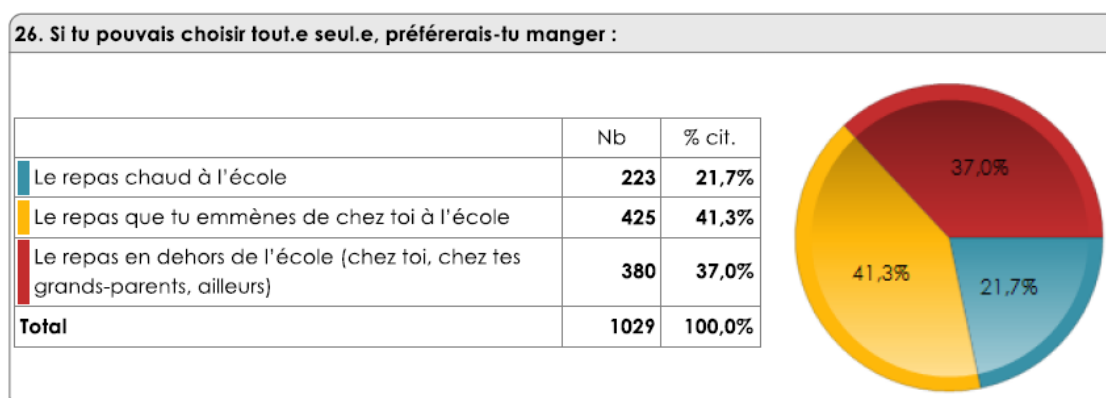 26. Si tu pouvais choisir tout.e seul.e, préférerais-tu manger :
Nb % cit.
Le repas chaud à l'école 223 21,7%
Le repas que tu emmènes de chez toi à l'école 425 41,3%
Le repas en dehors de l'école (chez toi, chez tes
grands-parents, ailleurs) 380 37,0%
Total 1029 100,0%
37,0%
41,3%
21,7%